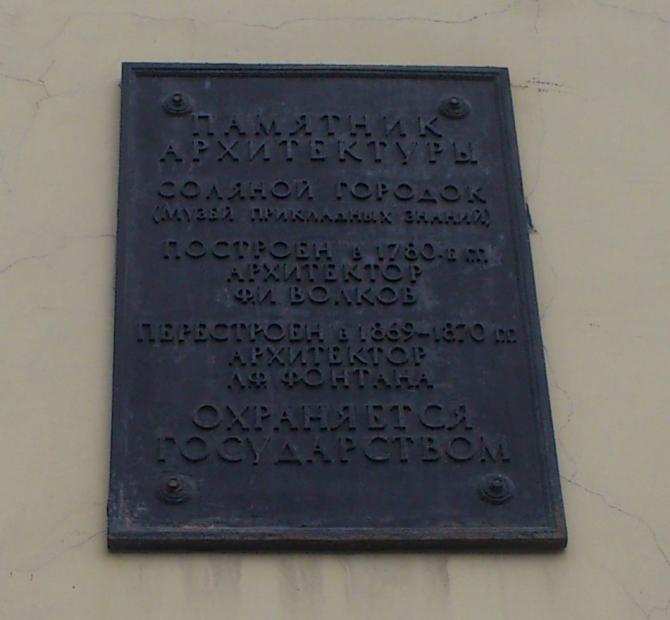 ПАМЯТНИК
АРХИТЕКТУРЫ
СОЛЯНОЙ ГОРОДОК
(МУЗЕЙ ПРИКЛАДНЫХ ЗНАНИЙ)
ПОСТРОЕН В 1780-Е ГГ.
АРХИТЕКТОР
Ф.И ВОЛКОВ
ПЕРЕСТРОЕН В 1869-1870 ГГ.
АРХИТЕКТОР
ЛФ ФОНТАНА
ОХРАНЯЕТСЯ
ГОСУДАРСТВОМ